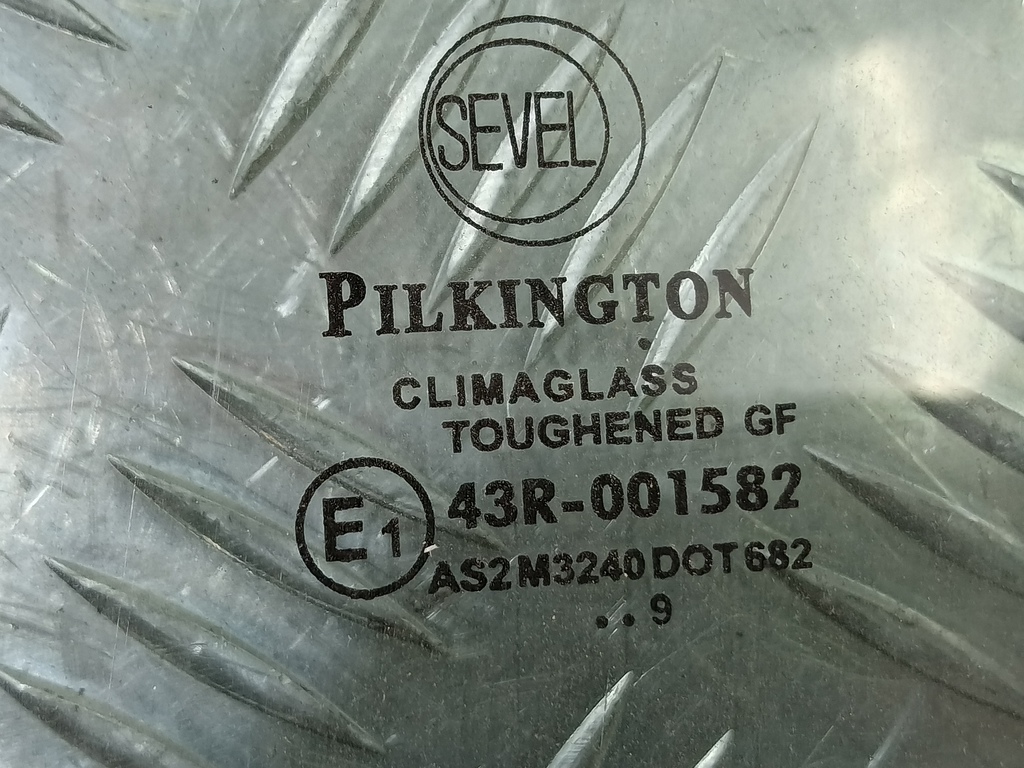 SEVEL
PILKINGTON
CLIMAGLASS
TOUGHENED GF
E1 43R-001582
AS2 M3240 DOT 682
..9